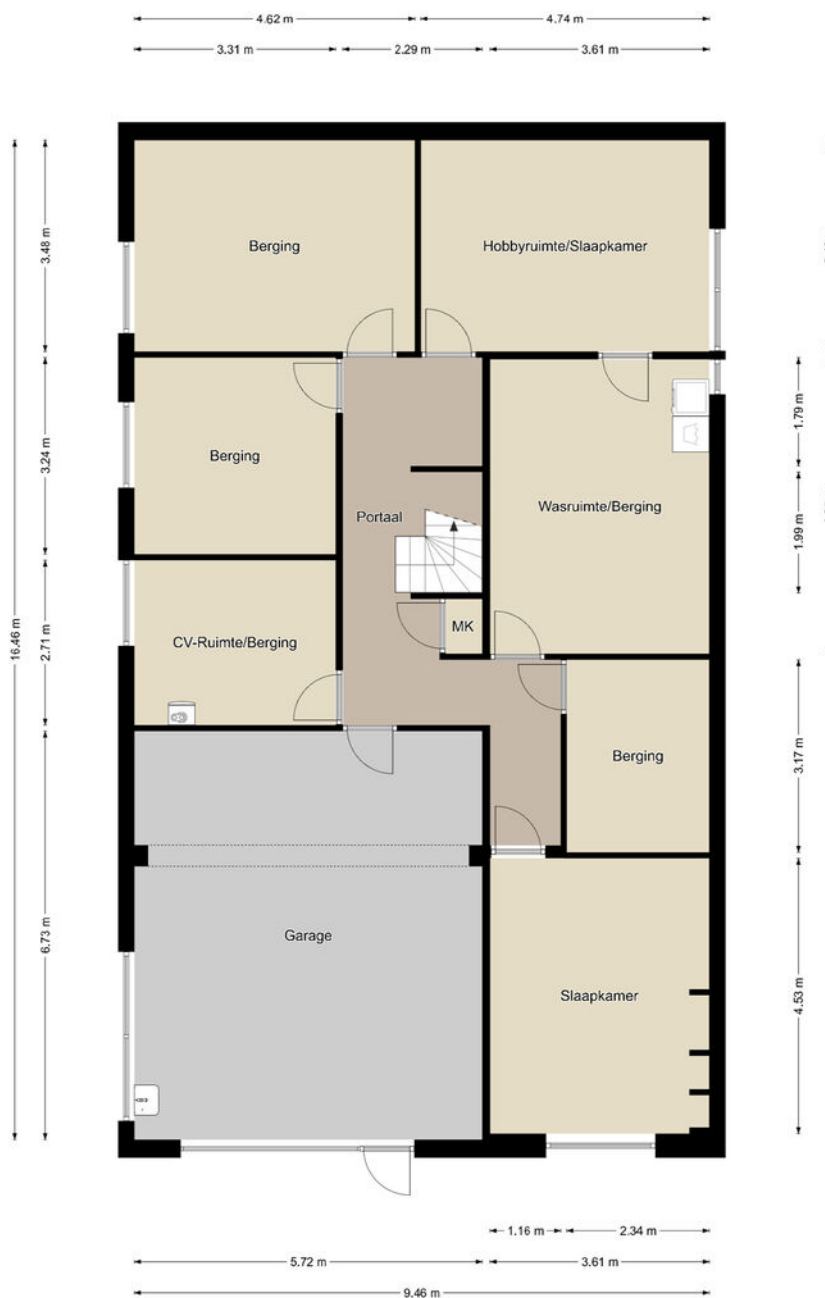 4.62 m
4.74 m
3.31 m
2.29 m
3.61 m
16.46 m
3.48 m
3.24 m
2.71 m
6.73 m
Berging
Hobbyruimte/Slaapkamer
Berging
Portaal
Wasruimte/Berging
CV-Ruimte/Berging
MK
Berging
Garage
Slaapkamer
1.79 m
1.99 m
3.17 m
4.53 m
1.16 m
2.34 m
5.72 m
3.61 m
9.46 m